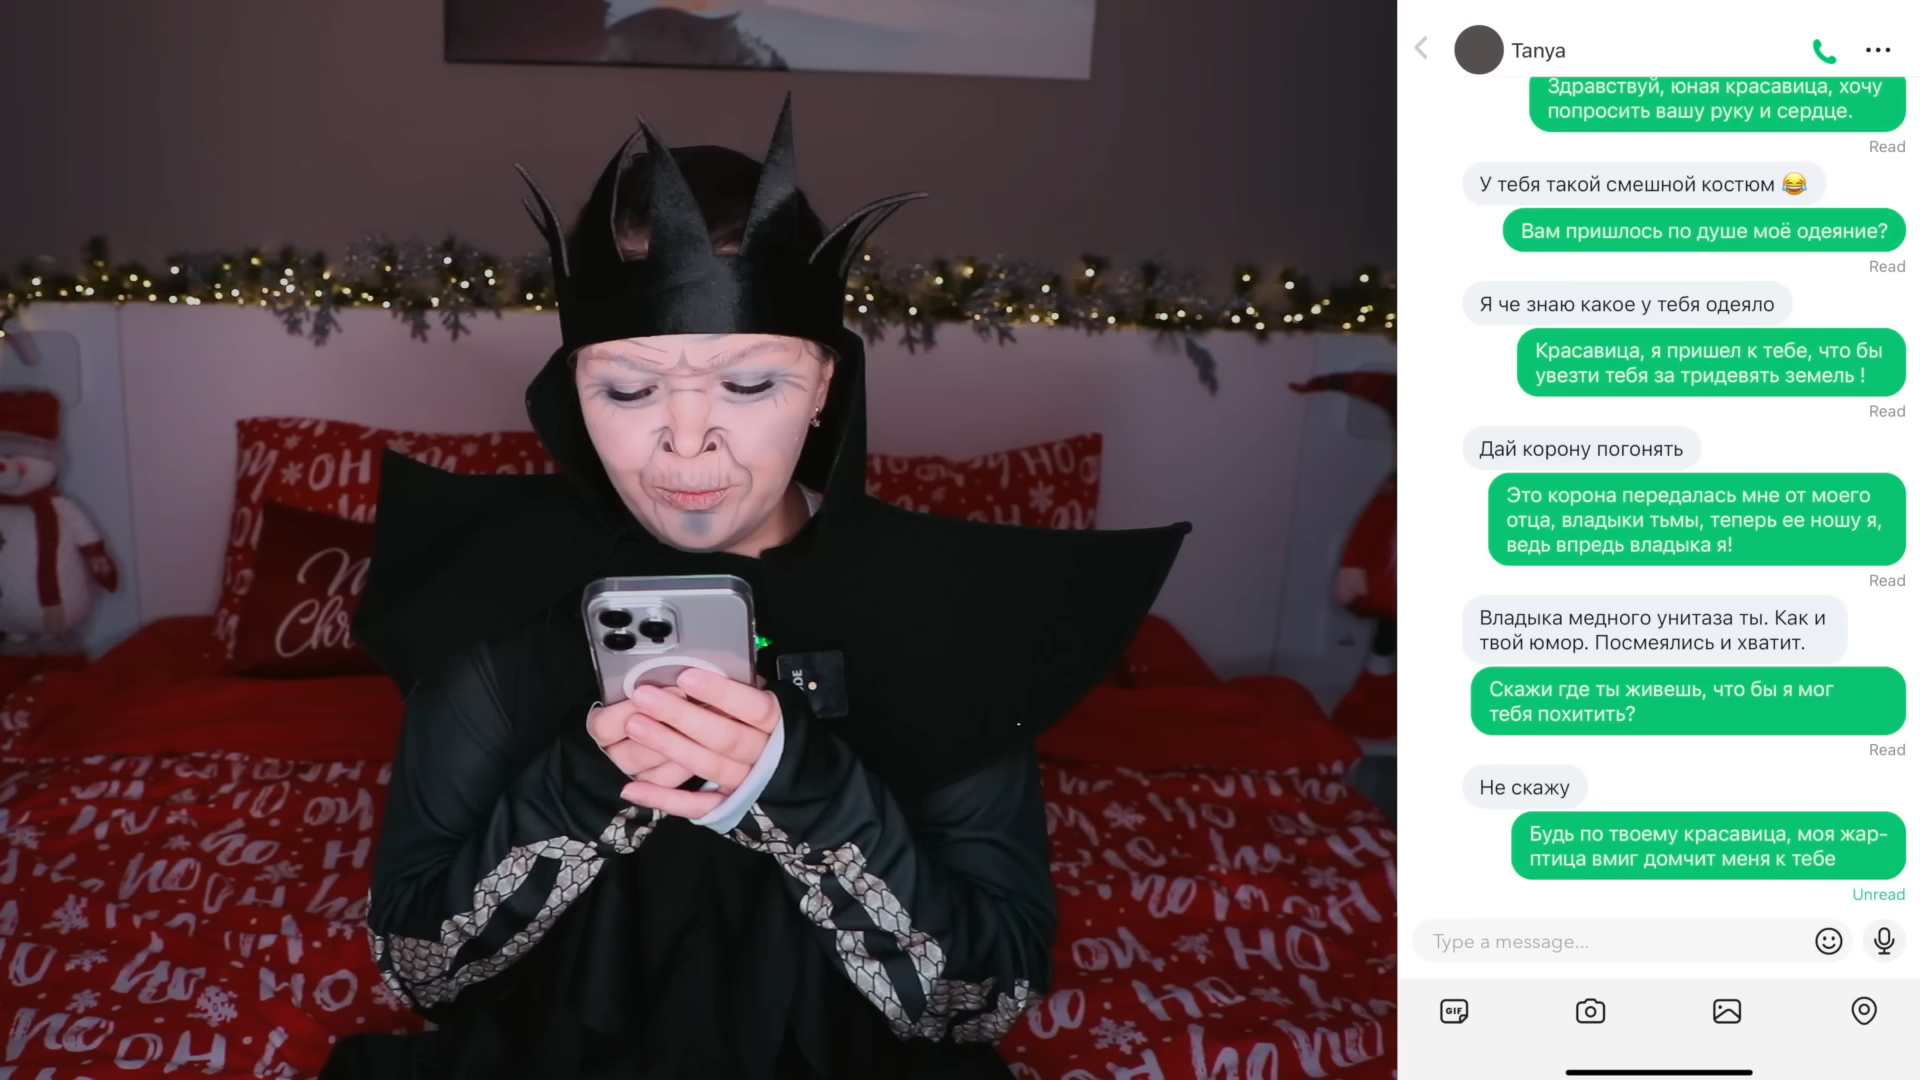 Tanya
Здравствуй, юная красавица, хочу
попросить вашу руку и сердце.
Read
У тебя такой смешной костюм 😂
Вам пришлось по душе моё одеяние?
Read
Я че знаю какое у тебя одеяло
Красавица, я пришел к тебе, что бы
увезти тебя за тридевять земель !
Read
Дай корону погонять
Это корона передалась мне от моего
отца, владыки тьмы, теперь ее ношу я,
ведь впредь владыка я!
Read
Владыка медного унитаза ты. Как и
твой юмор. Посмеялись и хватит.
Скажи где ты живешь, что бы я мог
тебя похитить?
Read
Не скажу
Будь по твоему красавица, моя жар-
птица вмиг домчит меня к тебе
Unread
Type a message...
GIF